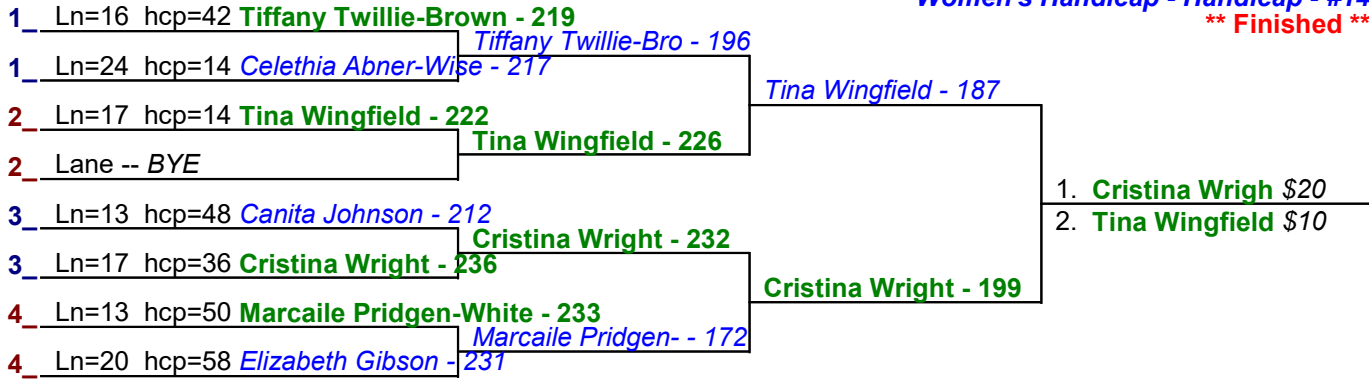 Women's Handicap - Handicap - #14
** Finished **
1_ Ln=16 hcp=42 Tiffany Twillie-Brown - 219
Tiffany Twillie-Bro - 196
1_ Ln=24 hcp=14 Celethia Abner-Wise - 217
Tina Wingfield - 187
2_ Ln=17 hcp=14 Tina Wingfield - 222
Tina Wingfield - 226
2_ Lane -- BYE
1. Cristina Wrigh $20
2. Tina Wingfield $10
3_ Ln=13 hcp=48 Canita Johnson - 212
Cristina Wright - 232
3_ Ln=17 hcp=36 Cristina Wright - 236
Cristina Wright - 199
4_ Ln=13 hcp=50 Marcaile Pridgen-White - 233
Marcaile Pridgen- - 172
4_ Ln=20 hcp=58 Elizabeth Gibson - 231